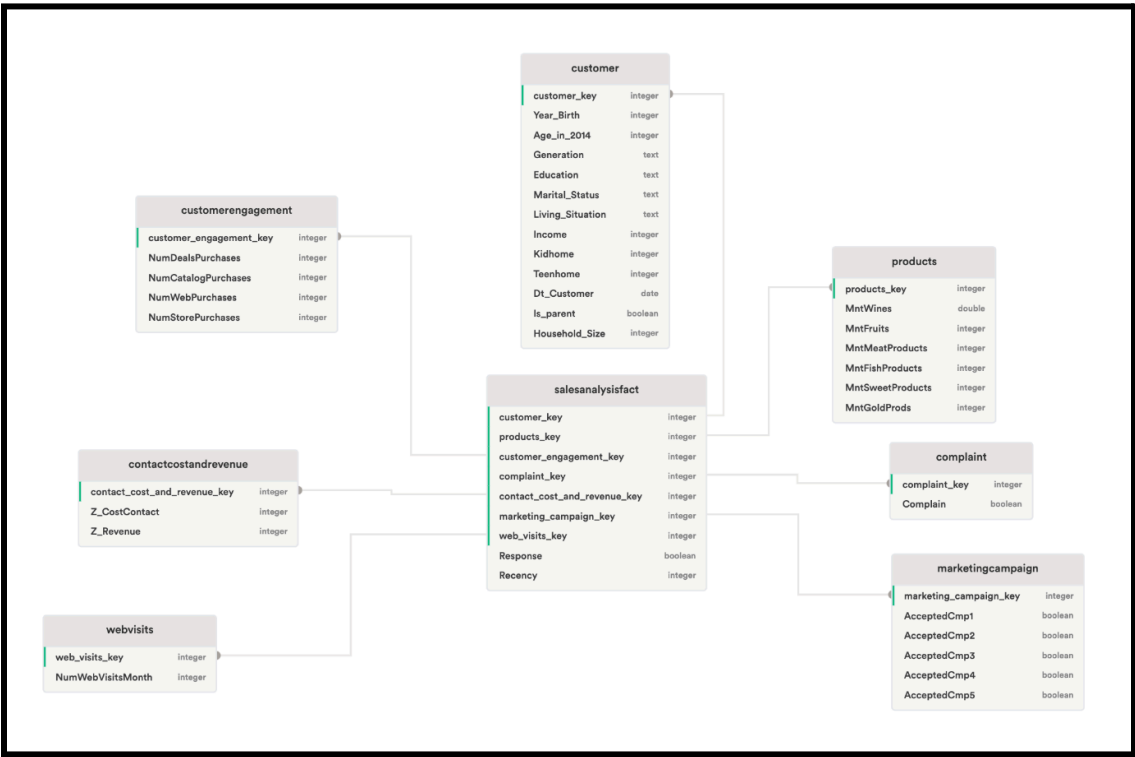 customer
customer_key integer
Year_Birth integer
Age_in_2014 integer
Generation text
Education text
Marital_Status text
Living_Situation text
Income integer
Kidhome integer
Teenhome integer
Dt_Customer date
Is_parent boolean
Household_Size integer
customerengagement
customer_engagement_key integer
NumDealsPurchases integer
NumCatalogPurchases integer
NumWebPurchases integer
NumStorePurchases integer
products
products_key integer
MntWines double
MntFruits integer
MntMeatProducts integer
MntFishProducts integer
MntSweetProducts integer
MntGoldProds integer
salesanalysisfact
customer_key integer
products_key integer
customer_engagement_key integer
complaint_key integer
contact_cost_and_revenue_key integer
marketing_campaign_key integer
web_visits_key integer
Response boolean
Recency integer
contactcostandrevenue
contact_cost_and_revenue_key integer
Z_CostContact integer
Z_Revenue integer
complaint
complaint_key integer
Complain boolean
marketingcampaign
marketing_campaign_key integer
AcceptedCmp1 boolean
AcceptedCmp2 boolean
AcceptedCmp3 boolean
AcceptedCmp4 boolean
AcceptedCmp5 boolean
webvisits
web_visits_key integer
NumWebVisitsMonth integer